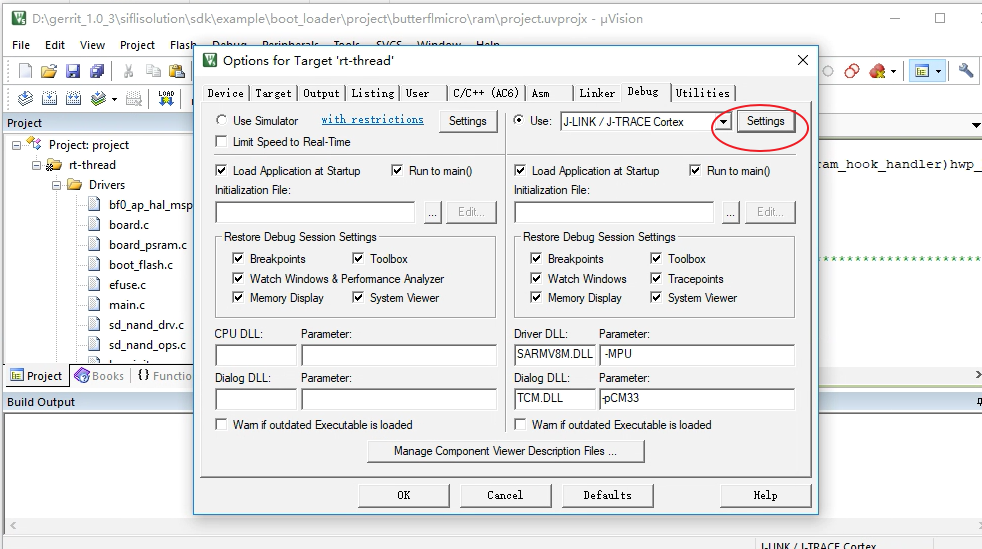 D:\gerrit_1.0_3\siflisolution\sdk\example\boot_loader\project\butterflmicro\ram\project.uvprojx - µVision
File Edit View Project Flash Debug Peripherals Tools SVCS Window Help
Options for Target 'rt-thread'
Device Target Output Listing User C/C++ (AC6) Asm Linker Debug Utilities
LOAD
Project
Project: project
rt-thread
Drivers
bf0_ap_hal_msp
board.c
board_psram.c
boot_flash.c
efuse.c
main.c
sd_nand_drv.c
sd_nand_ops.c
Project Books {} Functio
Use Simulator with restrictions Settings
Limit Speed to Real-Time
Load Application at Startup Run to main()
Initialization File:
... Edit...
Restore Debug Session Settings
Breakpoints Toolbox
Watch Windows & Performance Analyzer
Memory Display System Viewer
CPU DLL: Parameter:
Dialog DLL: Parameter:
Warn if outdated Executable is loaded
Use: J-LINK / J-TRACE Cortex Settings
Load Application at Startup Run to main()
Initialization File:
... Edit...
Restore Debug Session Settings
Breakpoints Toolbox
Watch Windows Tracepoints
Memory Display System Viewer
Driver DLL: Parameter:
SARMV8M.DLL -MPU
Dialog DLL: Parameter:
TCM.DLL -pCM33
Warn if outdated Executable is loaded
Manage Component Viewer Description Files ...
OK Cancel Defaults Help
ram_hook_handler)hwp_
***********************
Build Output
J-LINK / J-TRACE Cortex